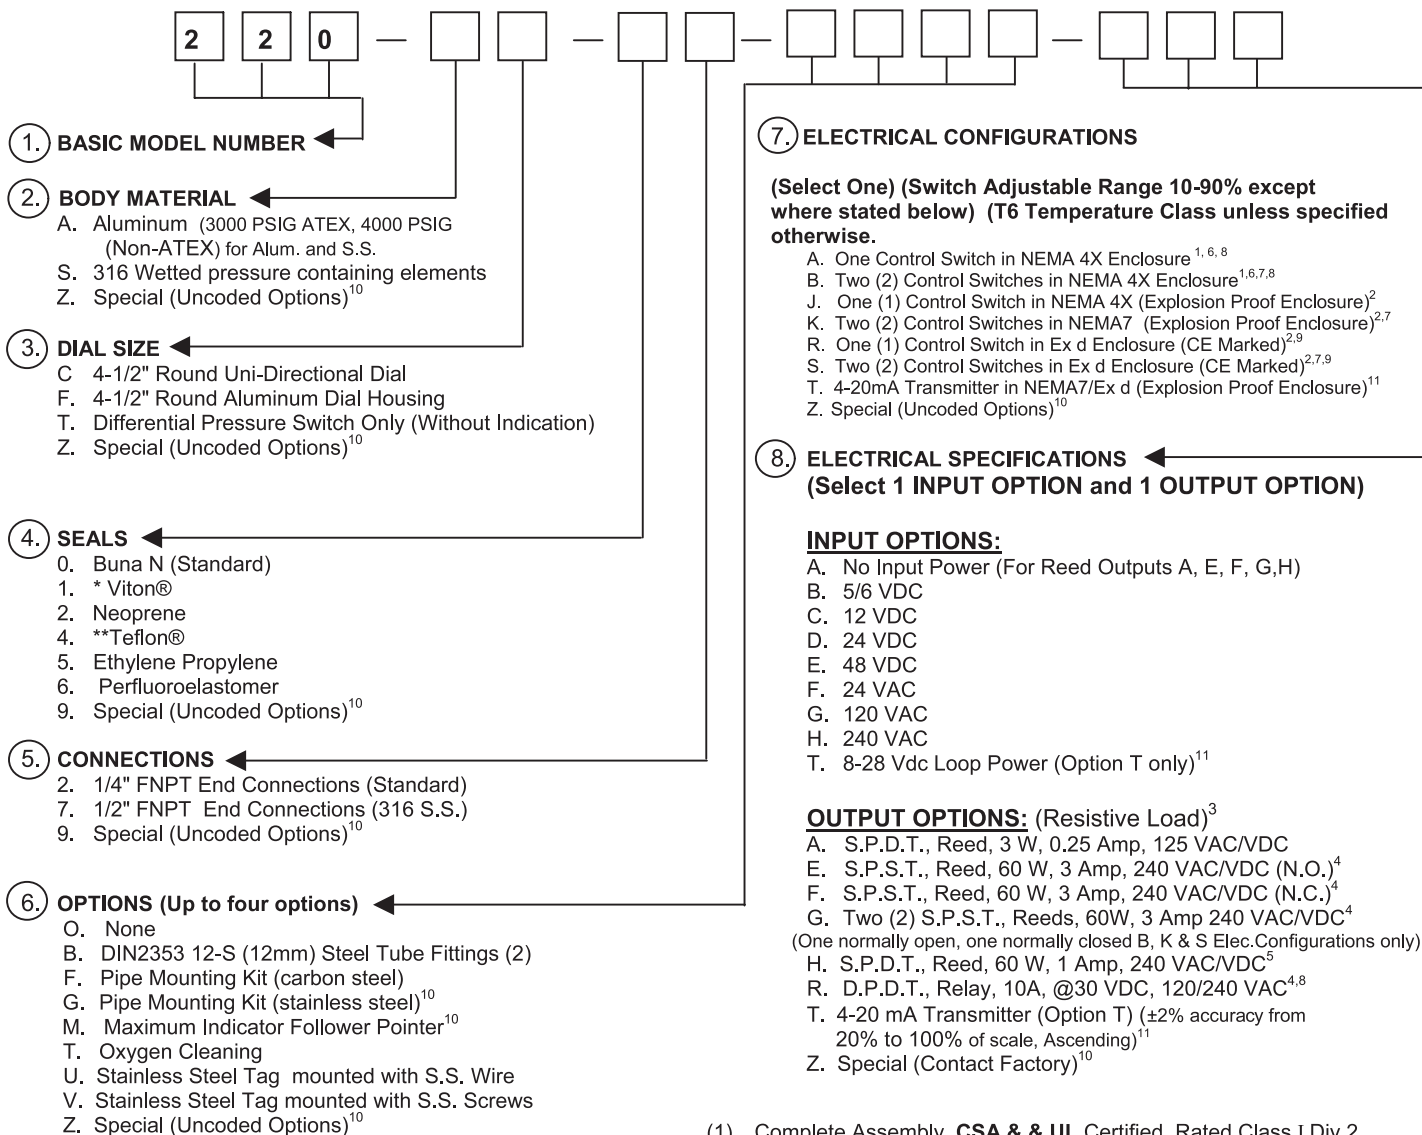 2 2 0 — —  — —
1. BASIC MODEL NUMBER
2. BODY MATERIAL
A. Aluminum (3000 PSIG ATEX, 4000 PSIG
(Non-ATEX) for Alum. and S.S.
S. 316 Wetted pressure containing elements
Z. Special (Uncoded Options)10
3. DIAL SIZE
C 4-1/2" Round Uni-Directional Dial
F. 4-1/2" Round Aluminum Dial Housing
T. Differential Pressure Switch Only (Without Indication)
Z. Special (Uncoded Options)10
4. SEALS
0. Buna N (Standard)
1. * Viton®
2. Neoprene
4. **Teflon®
5. Ethylene Propylene
6. Perfluoroelastomer
9. Special (Uncoded Options)10
5. CONNECTIONS
2. 1/4" FNPT End Connections (Standard)
7. 1/2" FNPT End Connections (316 S.S.)
9. Special (Uncoded Options)10
6. OPTIONS (Up to four options)
O. None
B. DIN2353 12-S (12mm) Steel Tube Fittings (2)
F. Pipe Mounting Kit (carbon steel)
G. Pipe Mounting Kit (stainless steel)10
M. Maximum Indicator Follower Pointer10
T. Oxygen Cleaning
U. Stainless Steel Tag mounted with S.S. Wire
V. Stainless Steel Tag mounted with S.S. Screws
Z. Special (Uncoded Options)10
7. ELECTRICAL CONFIGURATIONS
(Select One) (Switch Adjustable Range 10-90% except
where stated below) (T6 Temperature Class unless specified
otherwise.
A. One Control Switch in NEMA 4X Enclosure 1, 6, 8
B. Two (2) Control Switches in NEMA 4X Enclosure1,6,7,8
J. One (1) Control Switch in NEMA 4X (Explosion Proof Enclosure)2
K. Two (2) Control Switches in NEMA7 (Explosion Proof Enclosure)2,7
R. One (1) Control Switch in Ex d Enclosure (CE Marked)2,9
S. Two (2) Control Switches in Ex d Enclosure (CE Marked)2,7,9
T. 4-20mA Transmitter in NEMA7/Ex d (Explosion Proof Enclosure)11
Z. Special (Uncoded Options)10
8. ELECTRICAL SPECIFICATIONS
(Select 1 INPUT OPTION and 1 OUTPUT OPTION)
INPUT OPTIONS:
A. No Input Power (For Reed Outputs A, E, F, G,H)
B. 5/6 VDC
C. 12 VDC
D. 24 VDC
E. 48 VDC
F. 24 VAC
G. 120 VAC
H. 240 VAC
T. 8-28 Vdc Loop Power (Option T only)11
OUTPUT OPTIONS: (Resistive Load)3
A. S.P.D.T., Reed, 3 W, 0.25 Amp, 125 VAC/VDC
E. S.P.S.T., Reed, 60 W, 3 Amp, 240 VAC/VDC (N.O.)4
F. S.P.S.T., Reed, 60 W, 3 Amp, 240 VAC/VDC (N.C.)4
G. Two (2) S.P.S.T., Reeds, 60W, 3 Amp 240 VAC/VDC4
(One normally open, one normally closed B, K & S Elec.Configurations only)
H. S.P.D.T., Reed, 60 W, 1 Amp, 240 VAC/VDC5
R. D.P.D.T., Relay, 10A, @30 VDC, 120/240 VAC4,8
T. 4-20 mA Transmitter (Option T) (±2% accuracy from
20% to 100% of scale, Ascending)11
Z. Special (Contact Factory)10
(1) Complete Assembly CSA & & UL Certified, Rated Class I Div 2